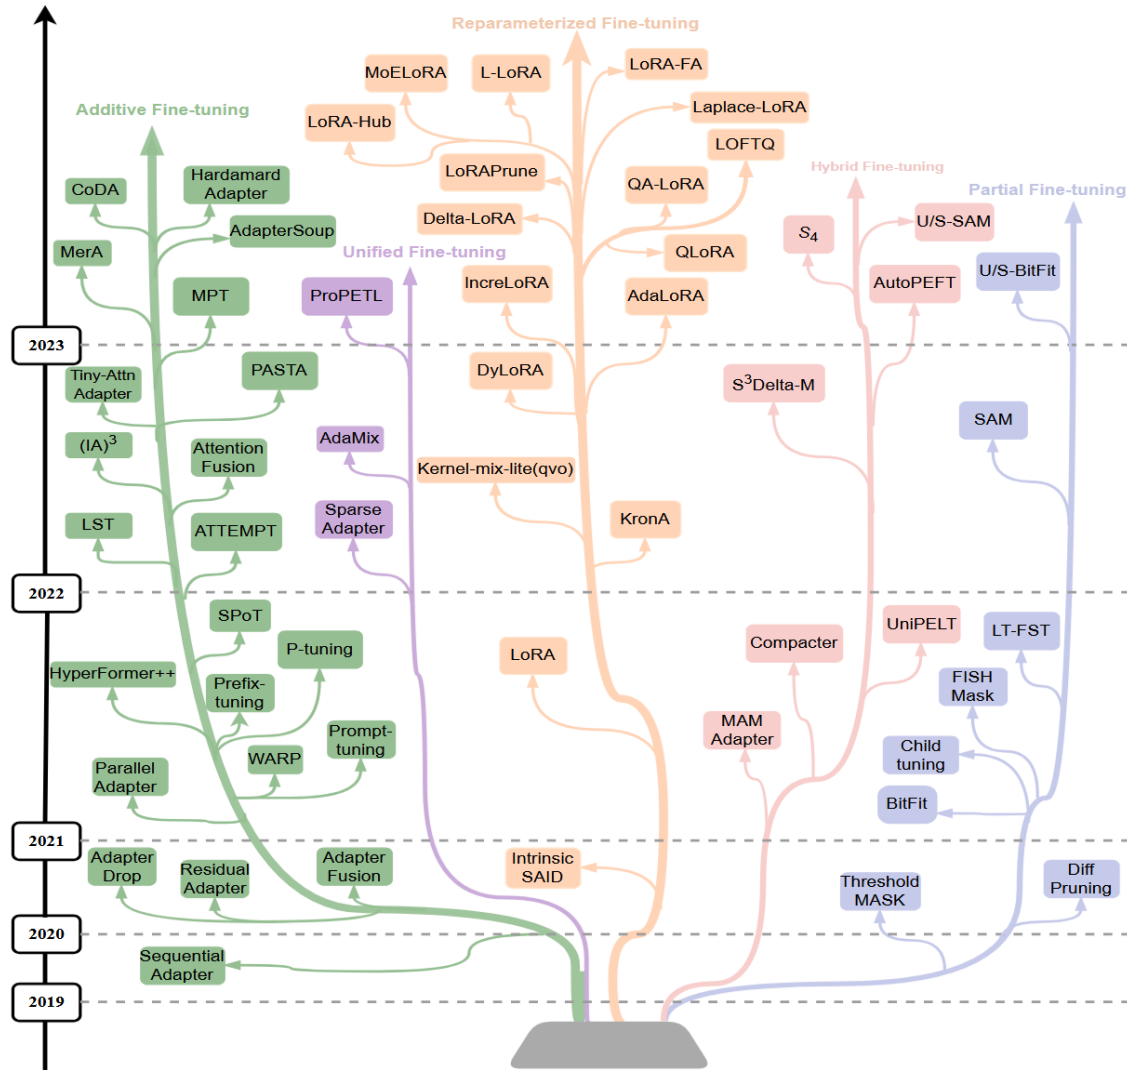 Reparameterized Fine-tuning
MoELoRA
L-LoRA
LoRA-FA
Additive Fine-tuning
LoRA-Hub
Laplace-LoRA
LOFTQ
Hardamard
Adapter
CoDA
LoRAPrune
QA-LoRA
Hybrid Fine-tuning
Partial Fine-tuning
AdapterSoup
Delta-LoRA
S4
U/S-SAM
MerA
Unified Fine-tuning
QLoRA
MPT
ProPETL
IncreLoRA
AdaLoRA
AutoPEFT
U/S-BitFit
2023
Tiny-Attn
Adapter
PASTA
DyLoRA
S3Delta-M
(IA)3
Attention
Fusion
AdaMix
SAM
Kernel-mix-lite(qvo)
LST
ATTEMPT
Sparse
Adapter
KronA
2022
SPoT
P-tuning
HyperFormer++
Prefix-
tuning
LoRA
Compacter
UniPELT
LT-FST
FISH
Mask
WARP
Prompt-
tuning
MAM
Adapter
Child
tuning
Parallel
Adapter
BitFit
2021
Adapter
Drop
Residual
Adapter
Adapter
Fusion
Intrinsic
SAID
Threshold
MASK
Diff
Pruning
2020
Sequential
Adapter
2019